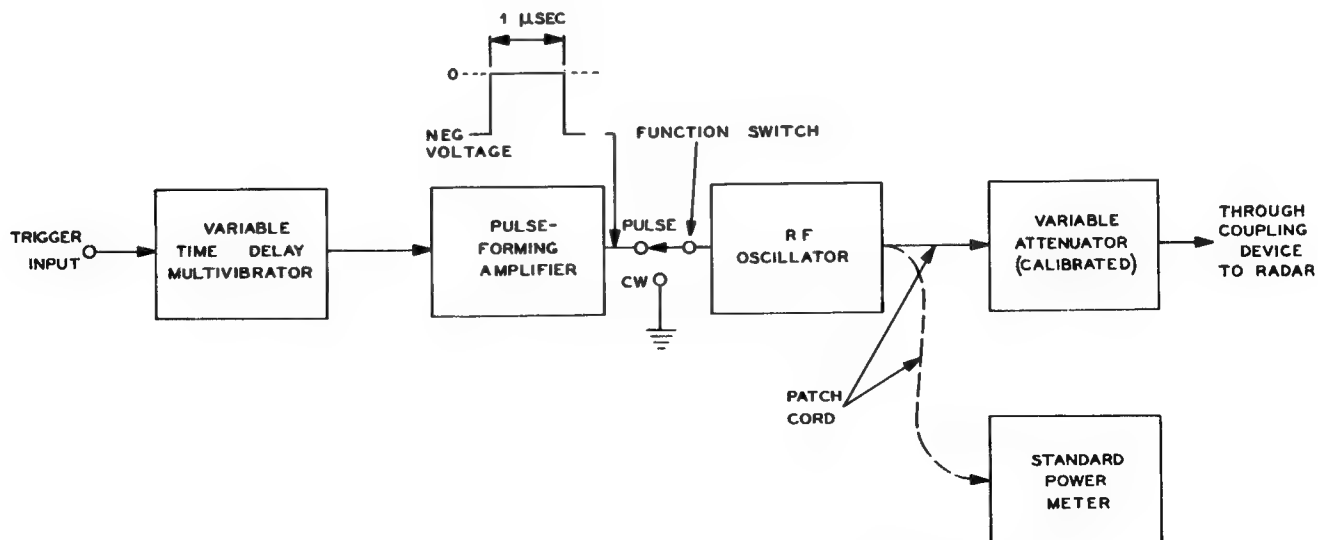 1 µSEC
0
NEG
VOLTAGE
FUNCTION SWITCH
TRIGGER
INPUT
VARIABLE
TIME DELAY
MULTIVIBRATOR
PULSE-
FORMING
AMPLIFIER
PULSE
CW
RF
OSCILLATOR
VARIABLE
ATTENUATOR
(CALIBRATED)
THROUGH
COUPLING
DEVICE
TO RADAR
PATCH
CORD
STANDARD
POWER
METER